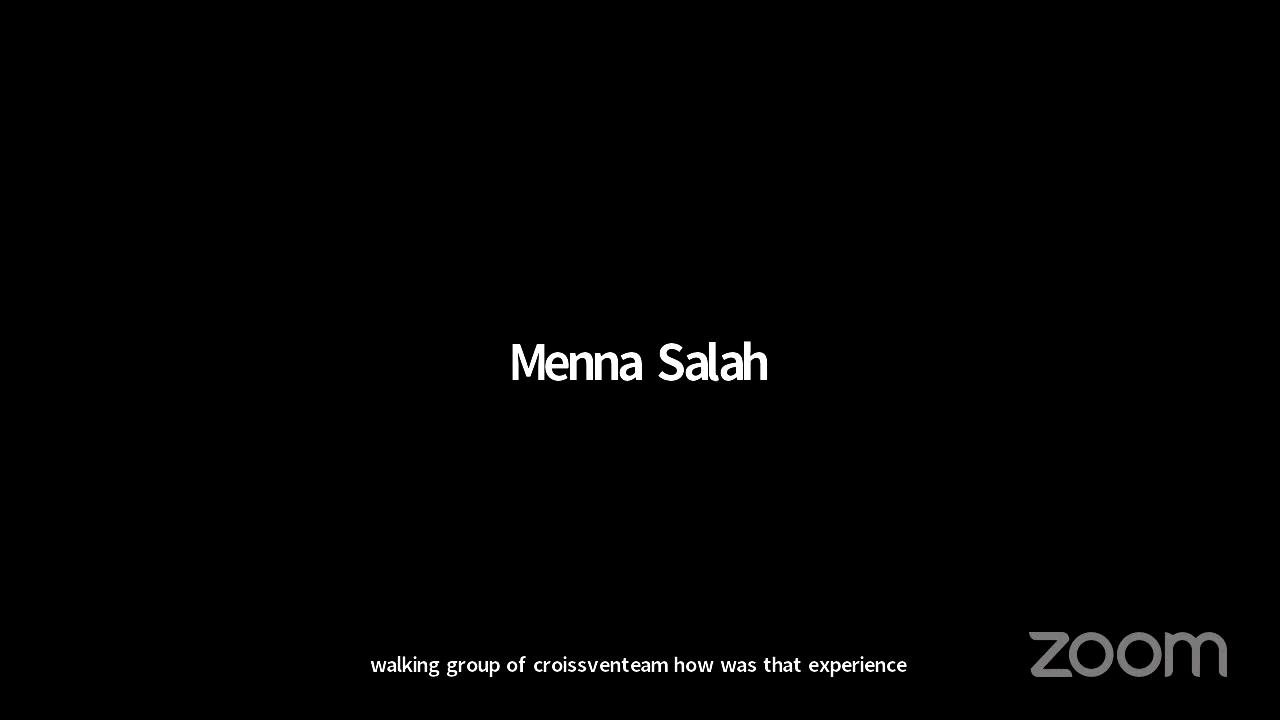 Menna Salah
walking group of croissventeam how was that experience
zoom